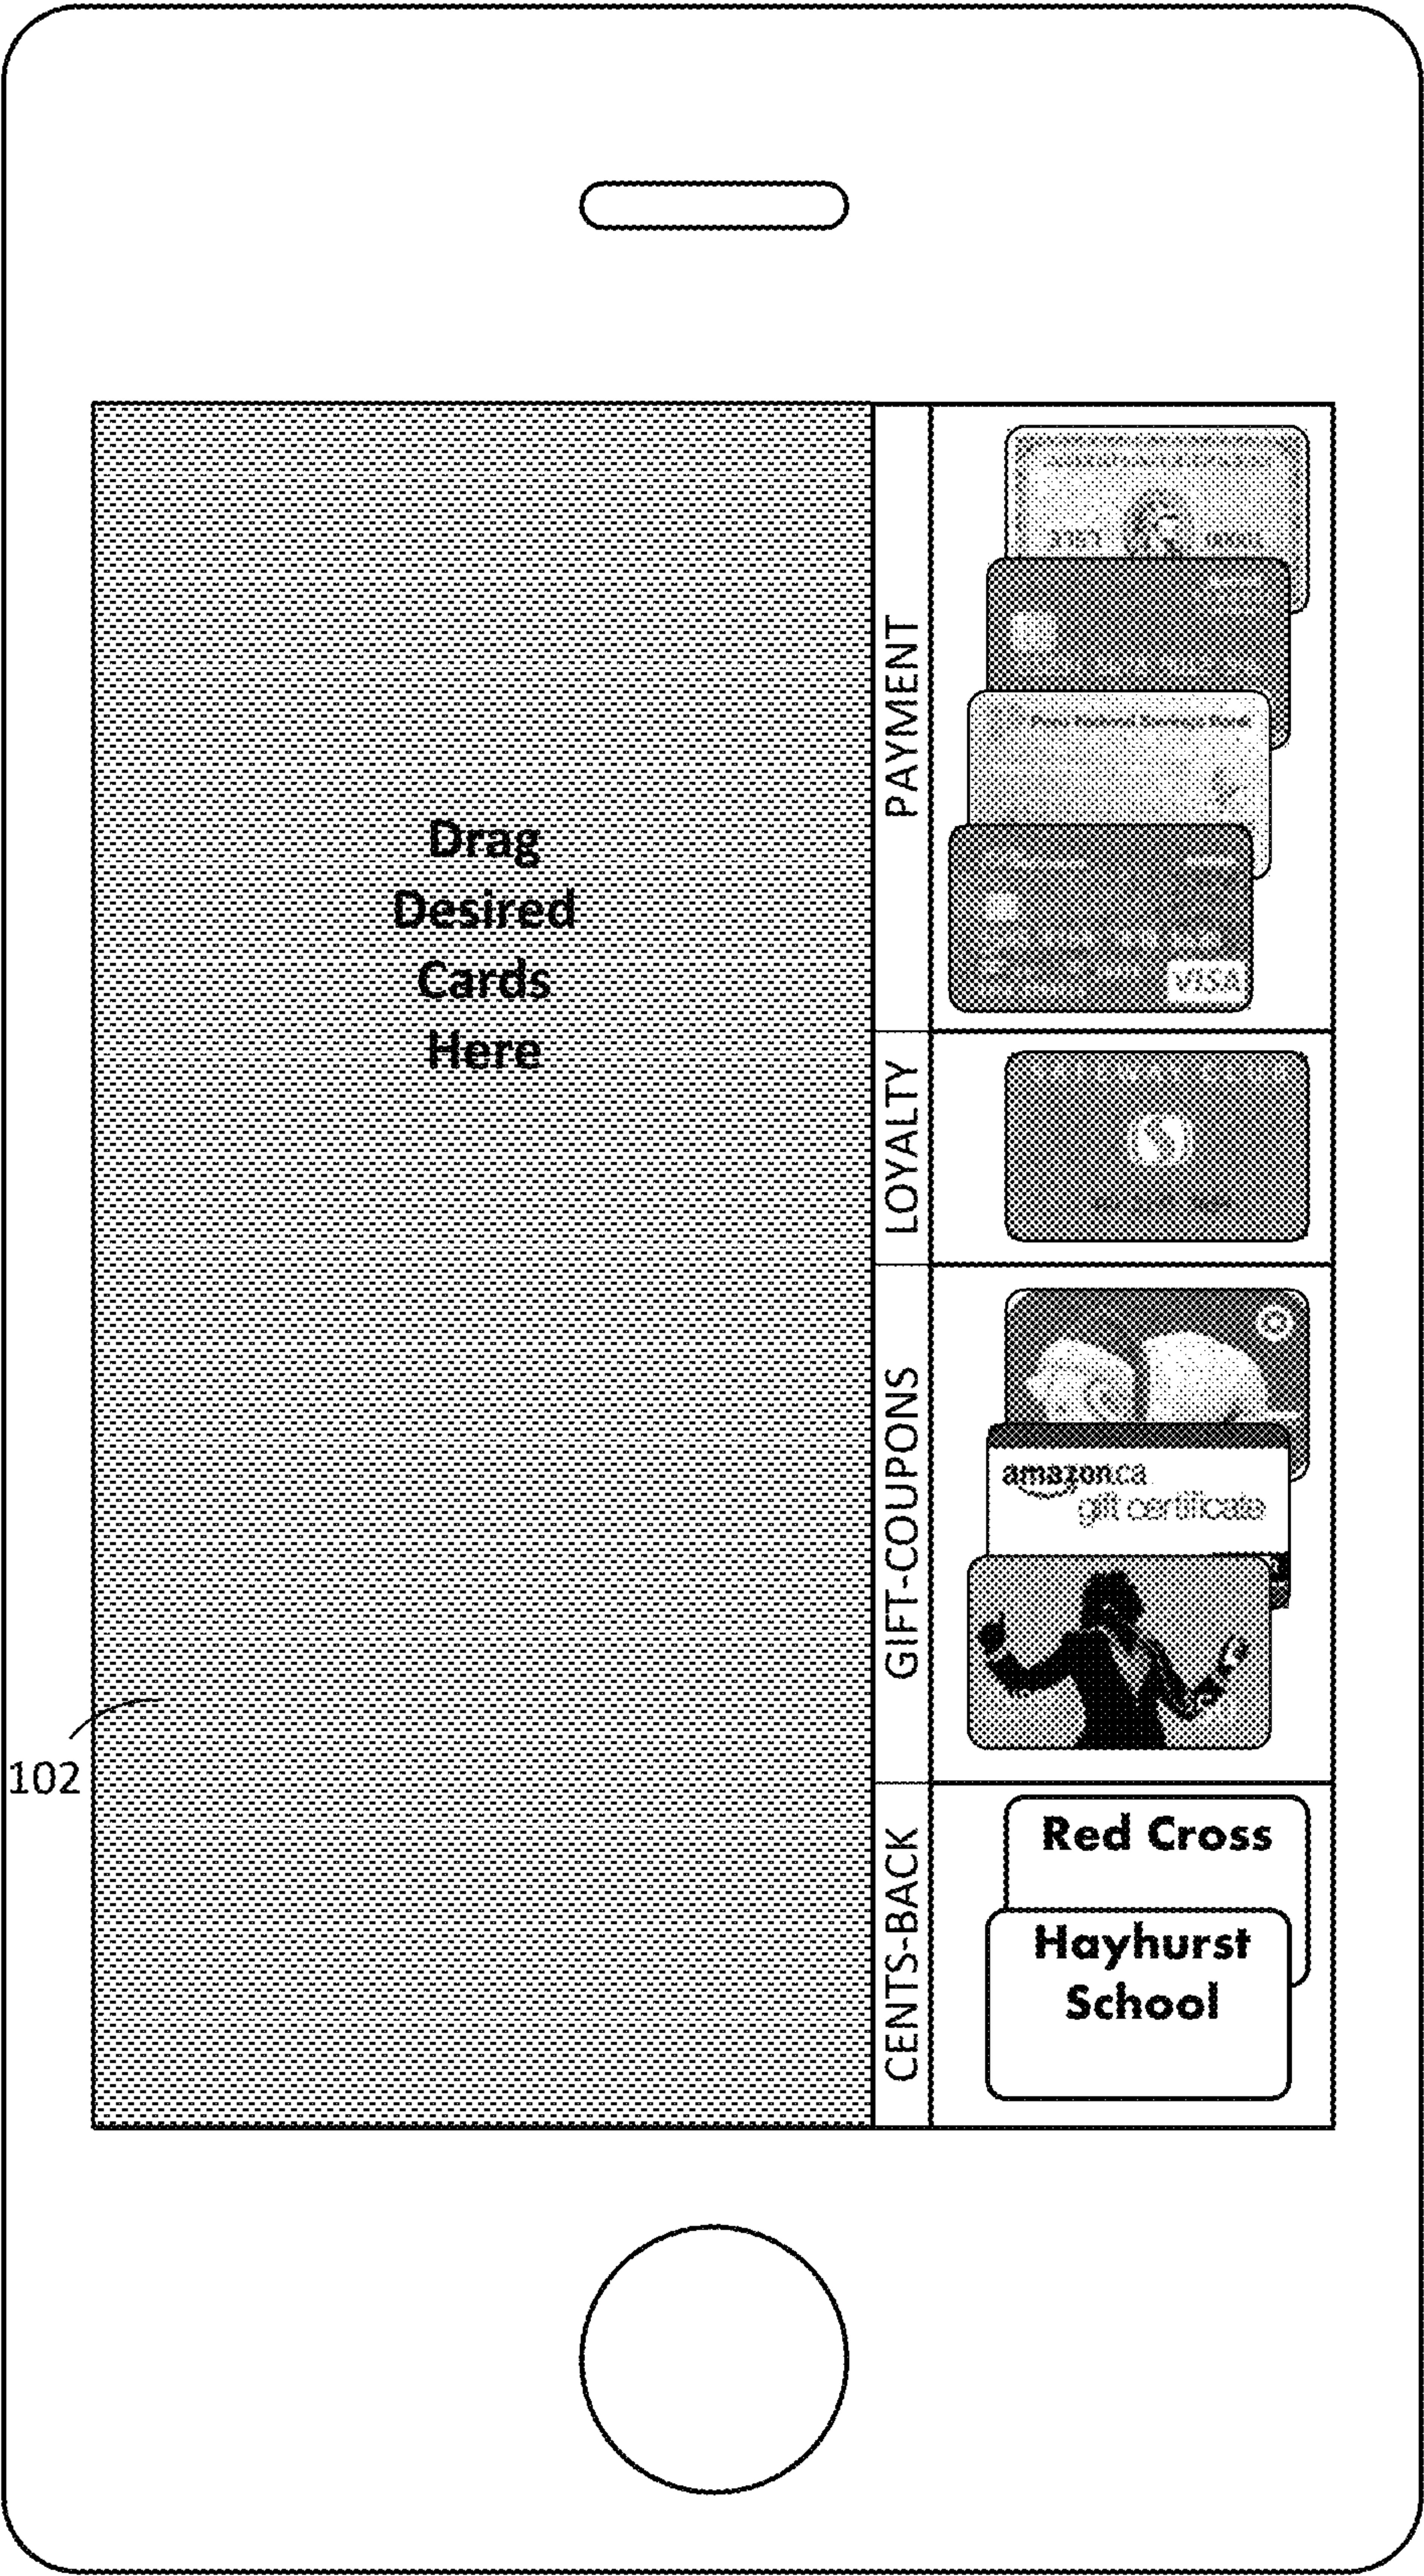 Drag
Desired
Cards
Here
PAYMENT
VISA
LOYALTY
GIFT-COUPONS
amazon.ca
gift certificate
CENTS-BACK
Red Cross
Hayhurst
School
102